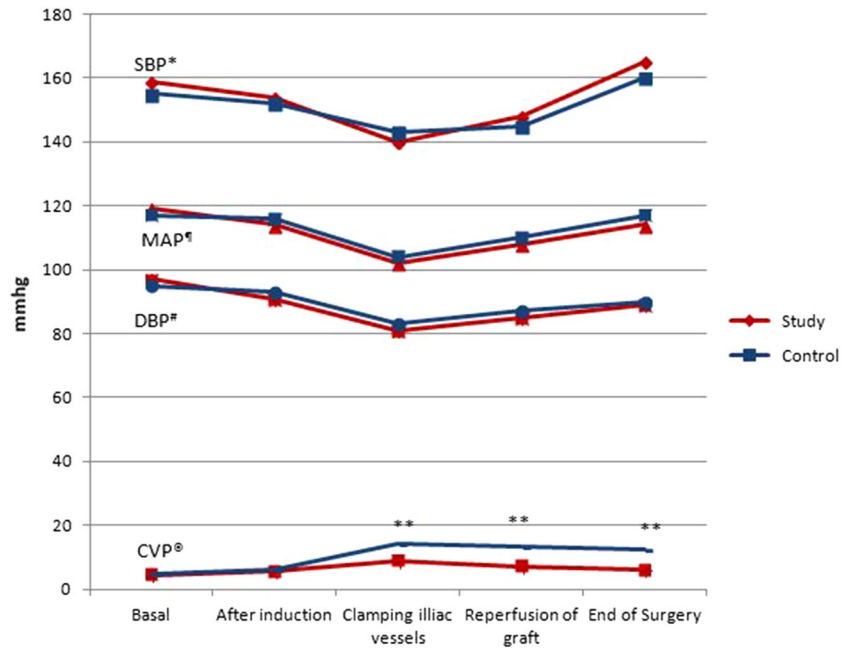 180
160
140
120
100
80
60
40
20
0
mmhg
SBP*
MAP¶
DBP#
CVP®
** ** **
Basal After induction Clamping illiac vessels Reperfusion of graft End of Surgery
Study
Control